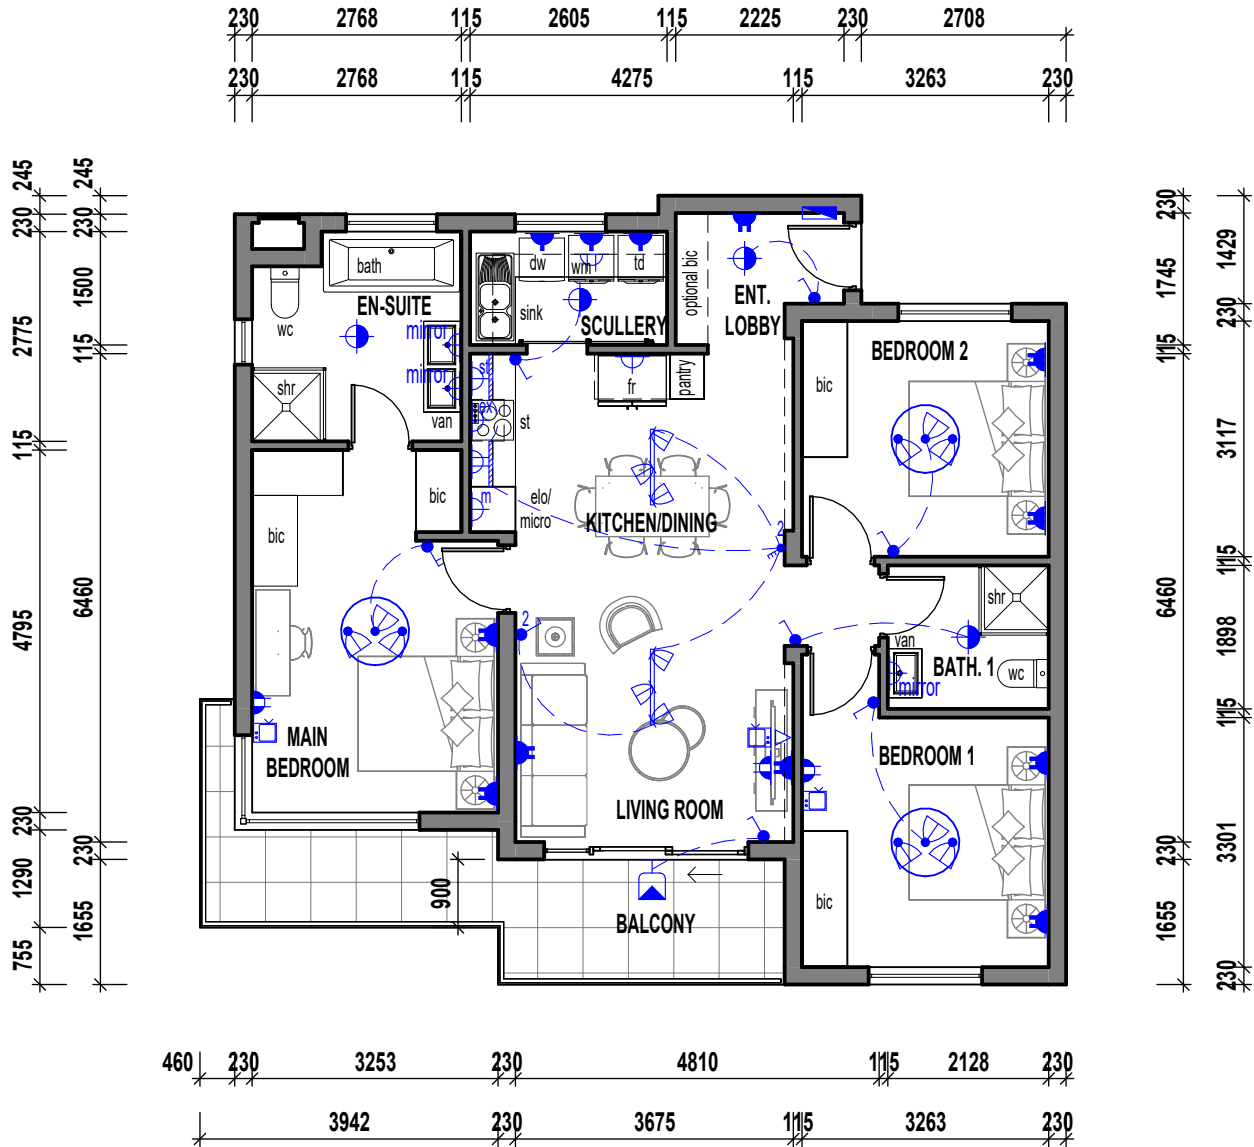 230 2768 115 2605 115 2225 230 2708
230 2768 115 4275 115 3263 230
245 245
230 230
1500
2775
115
115
4795 6460
230
230
1290
1655
755
230
1429
1745
230
115
3117
115
6460
1898
115
230
3301
1655
230
bath
EN-SUITE
wc
mirror
mirror
shr
van
dw wm td
sink
SCULLERY
optional bic
ENT.
LOBBY
BEDROOM 2
bic
st
ex
st
fr
pantry
m
elo/
micro
KITCHEN/DINING
2
bic
bic
2
MAIN
BEDROOM
LIVING ROOM
shr
van
BATH. 1
wc
mirror
BEDROOM 1
bic
900
BALCONY
460 230 3253 230 4810 115 2128 230
3942 230 3675 115 3263 230